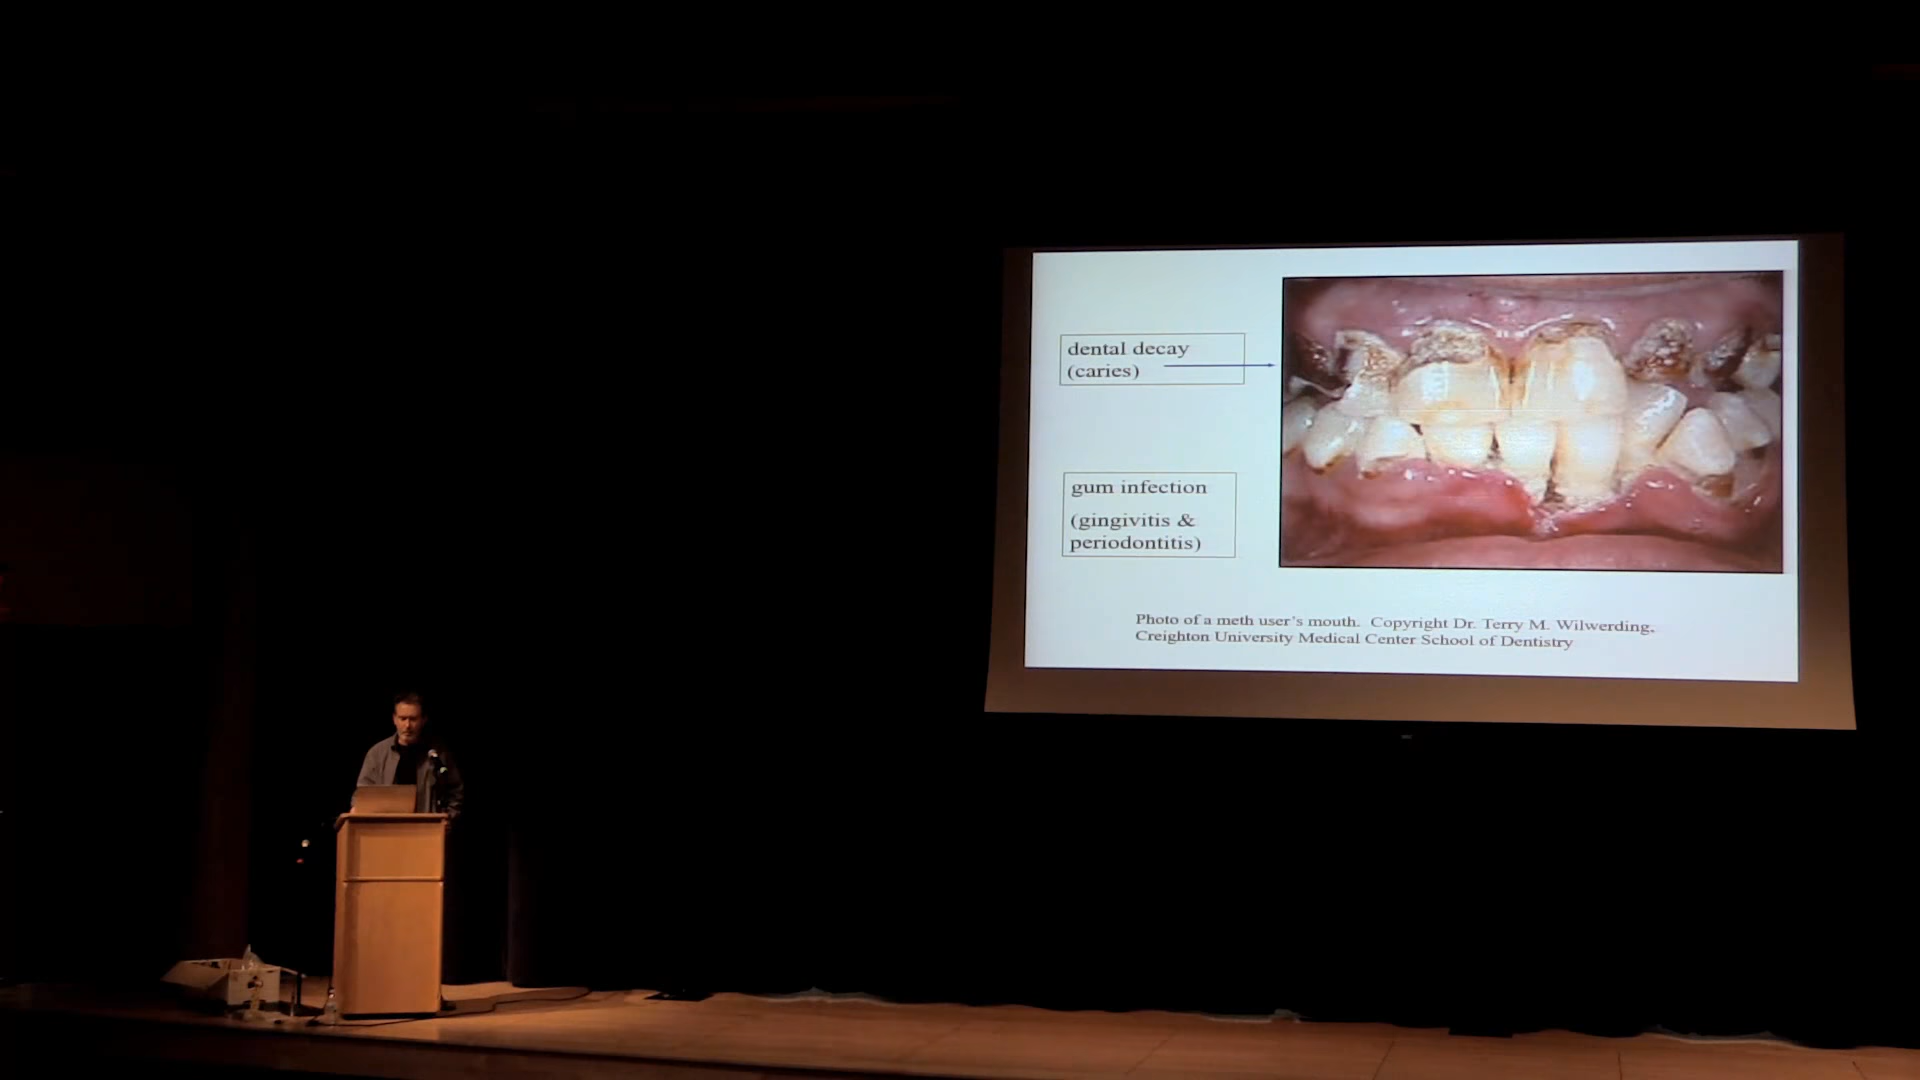 dental decay
(caries)
gum infection
(gingivitis &
periodontitis)
Photo of a meth user's mouth. Copyright Dr. Terry M. Wilwerding,
Creighton University Medical Center School of Dentistry